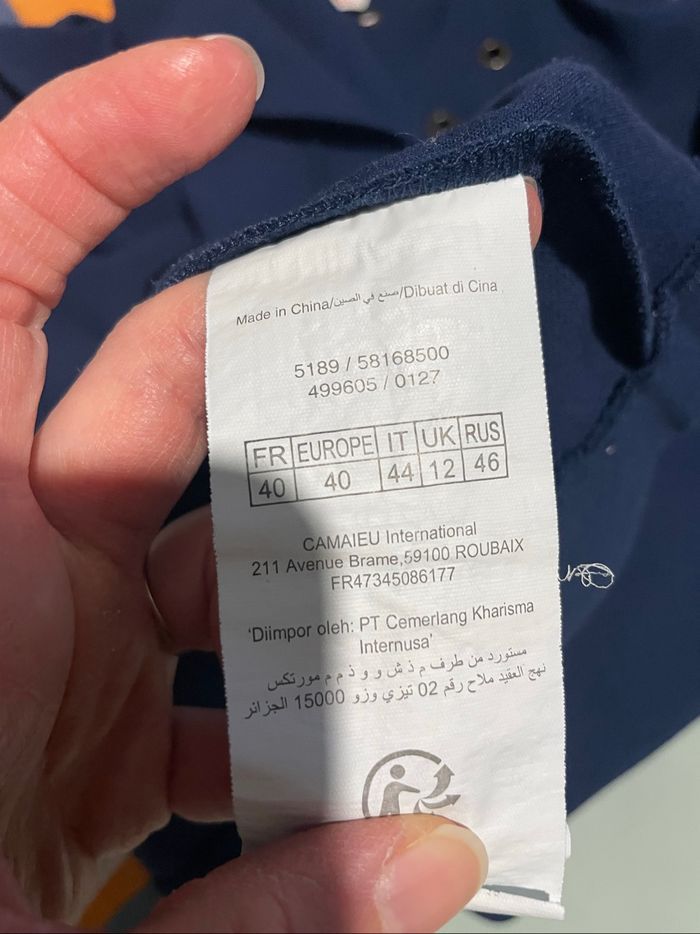 Made in China/صنع في الصين/Dibuat di Cina
5189 / 58168500
499605 / 0127
FR EUROPE IT UK RUS
40 40 44 12 46
CAMAIEU International
211 Avenue Brame,59100 ROUBAIX
FR47345086177
'Diimpor oleh: PT Cemerlang Kharisma
Internusa'
مستورد من طرف م ذ ش و و ذ م م مورتكس
نهج العقيد ملاح رقم 02 تيزي وزو 15000 الجزائر